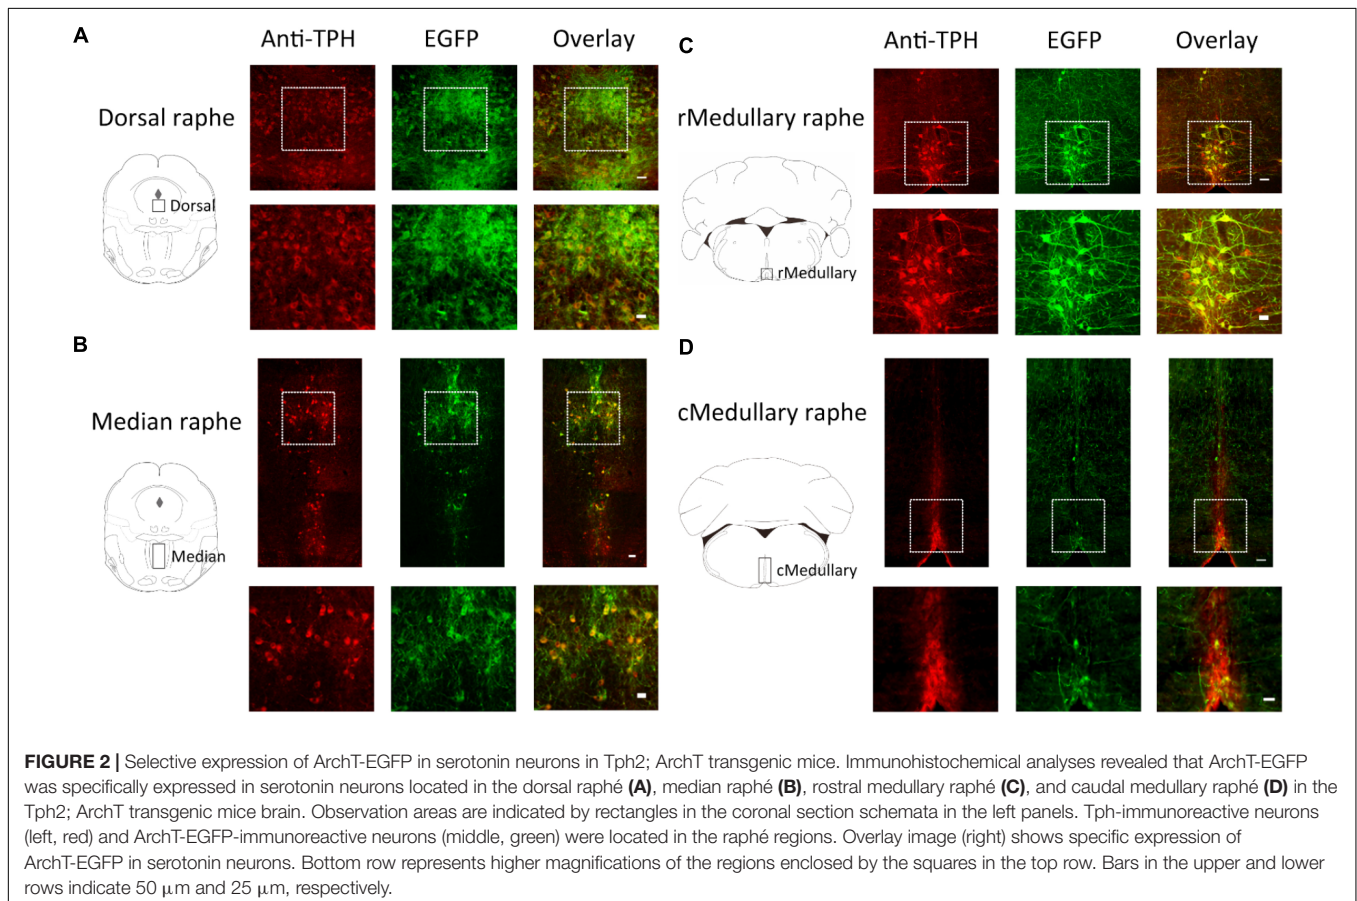 A
Anti-TPH EGFP Overlay
Dorsal raphe
Dorsal
B
Median raphe
Median
C
Anti-TPH EGFP Overlay
rMedullary raphe
rMedullary
D
cMedullary raphe
cMedullary
FIGURE 2 | Selective expression of ArchT-EGFP in serotonin neurons in Tph2; ArchT transgenic mice. Immunohistochemical analyses revealed that ArchT-EGFP
was specifically expressed in serotonin neurons located in the dorsal raphé (A), median raphé (B), rostral medullary raphé (C), and caudal medullary raphé (D) in the
Tph2; ArchT transgenic mice brain. Observation areas are indicated by rectangles in the coronal section schemata in the left panels. Tph-immunoreactive neurons
(left, red) and ArchT-EGFP-immunoreactive neurons (middle, green) were located in the raphé regions. Overlay image (right) shows specific expression of
ArchT-EGFP in serotonin neurons. Bottom row represents higher magnifications of the regions enclosed by the squares in the top row. Bars in the upper and lower
rows indicate 50 μm and 25 μm, respectively.